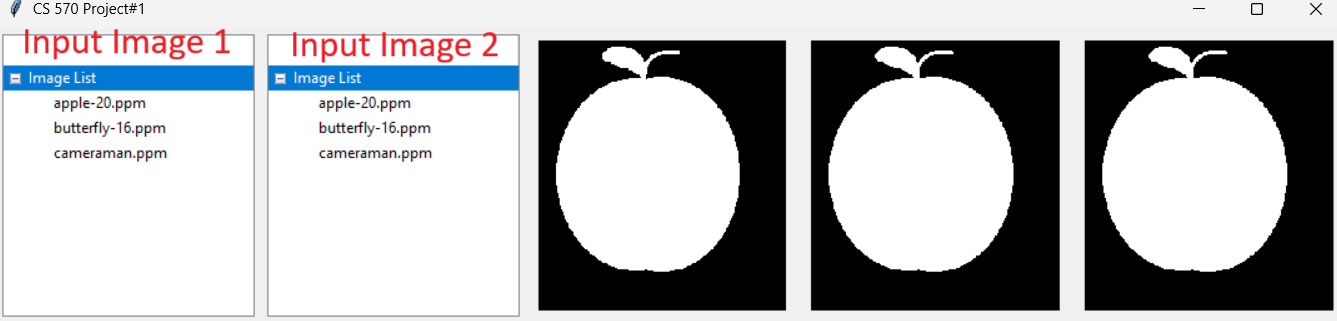 CS 570 Project#1
Input Image 1
Image List
apple-20.ppm
butterfly-16.ppm
cameraman.ppm
Input Image 2
Image List
apple-20.ppm
butterfly-16.ppm
cameraman.ppm